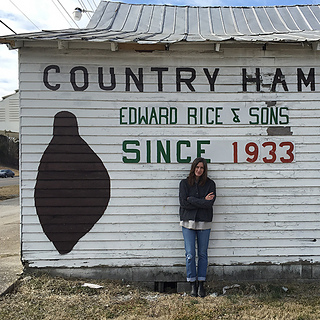 COUNTRY HAM
EDWARD RICE & SONS
SINCE 1933